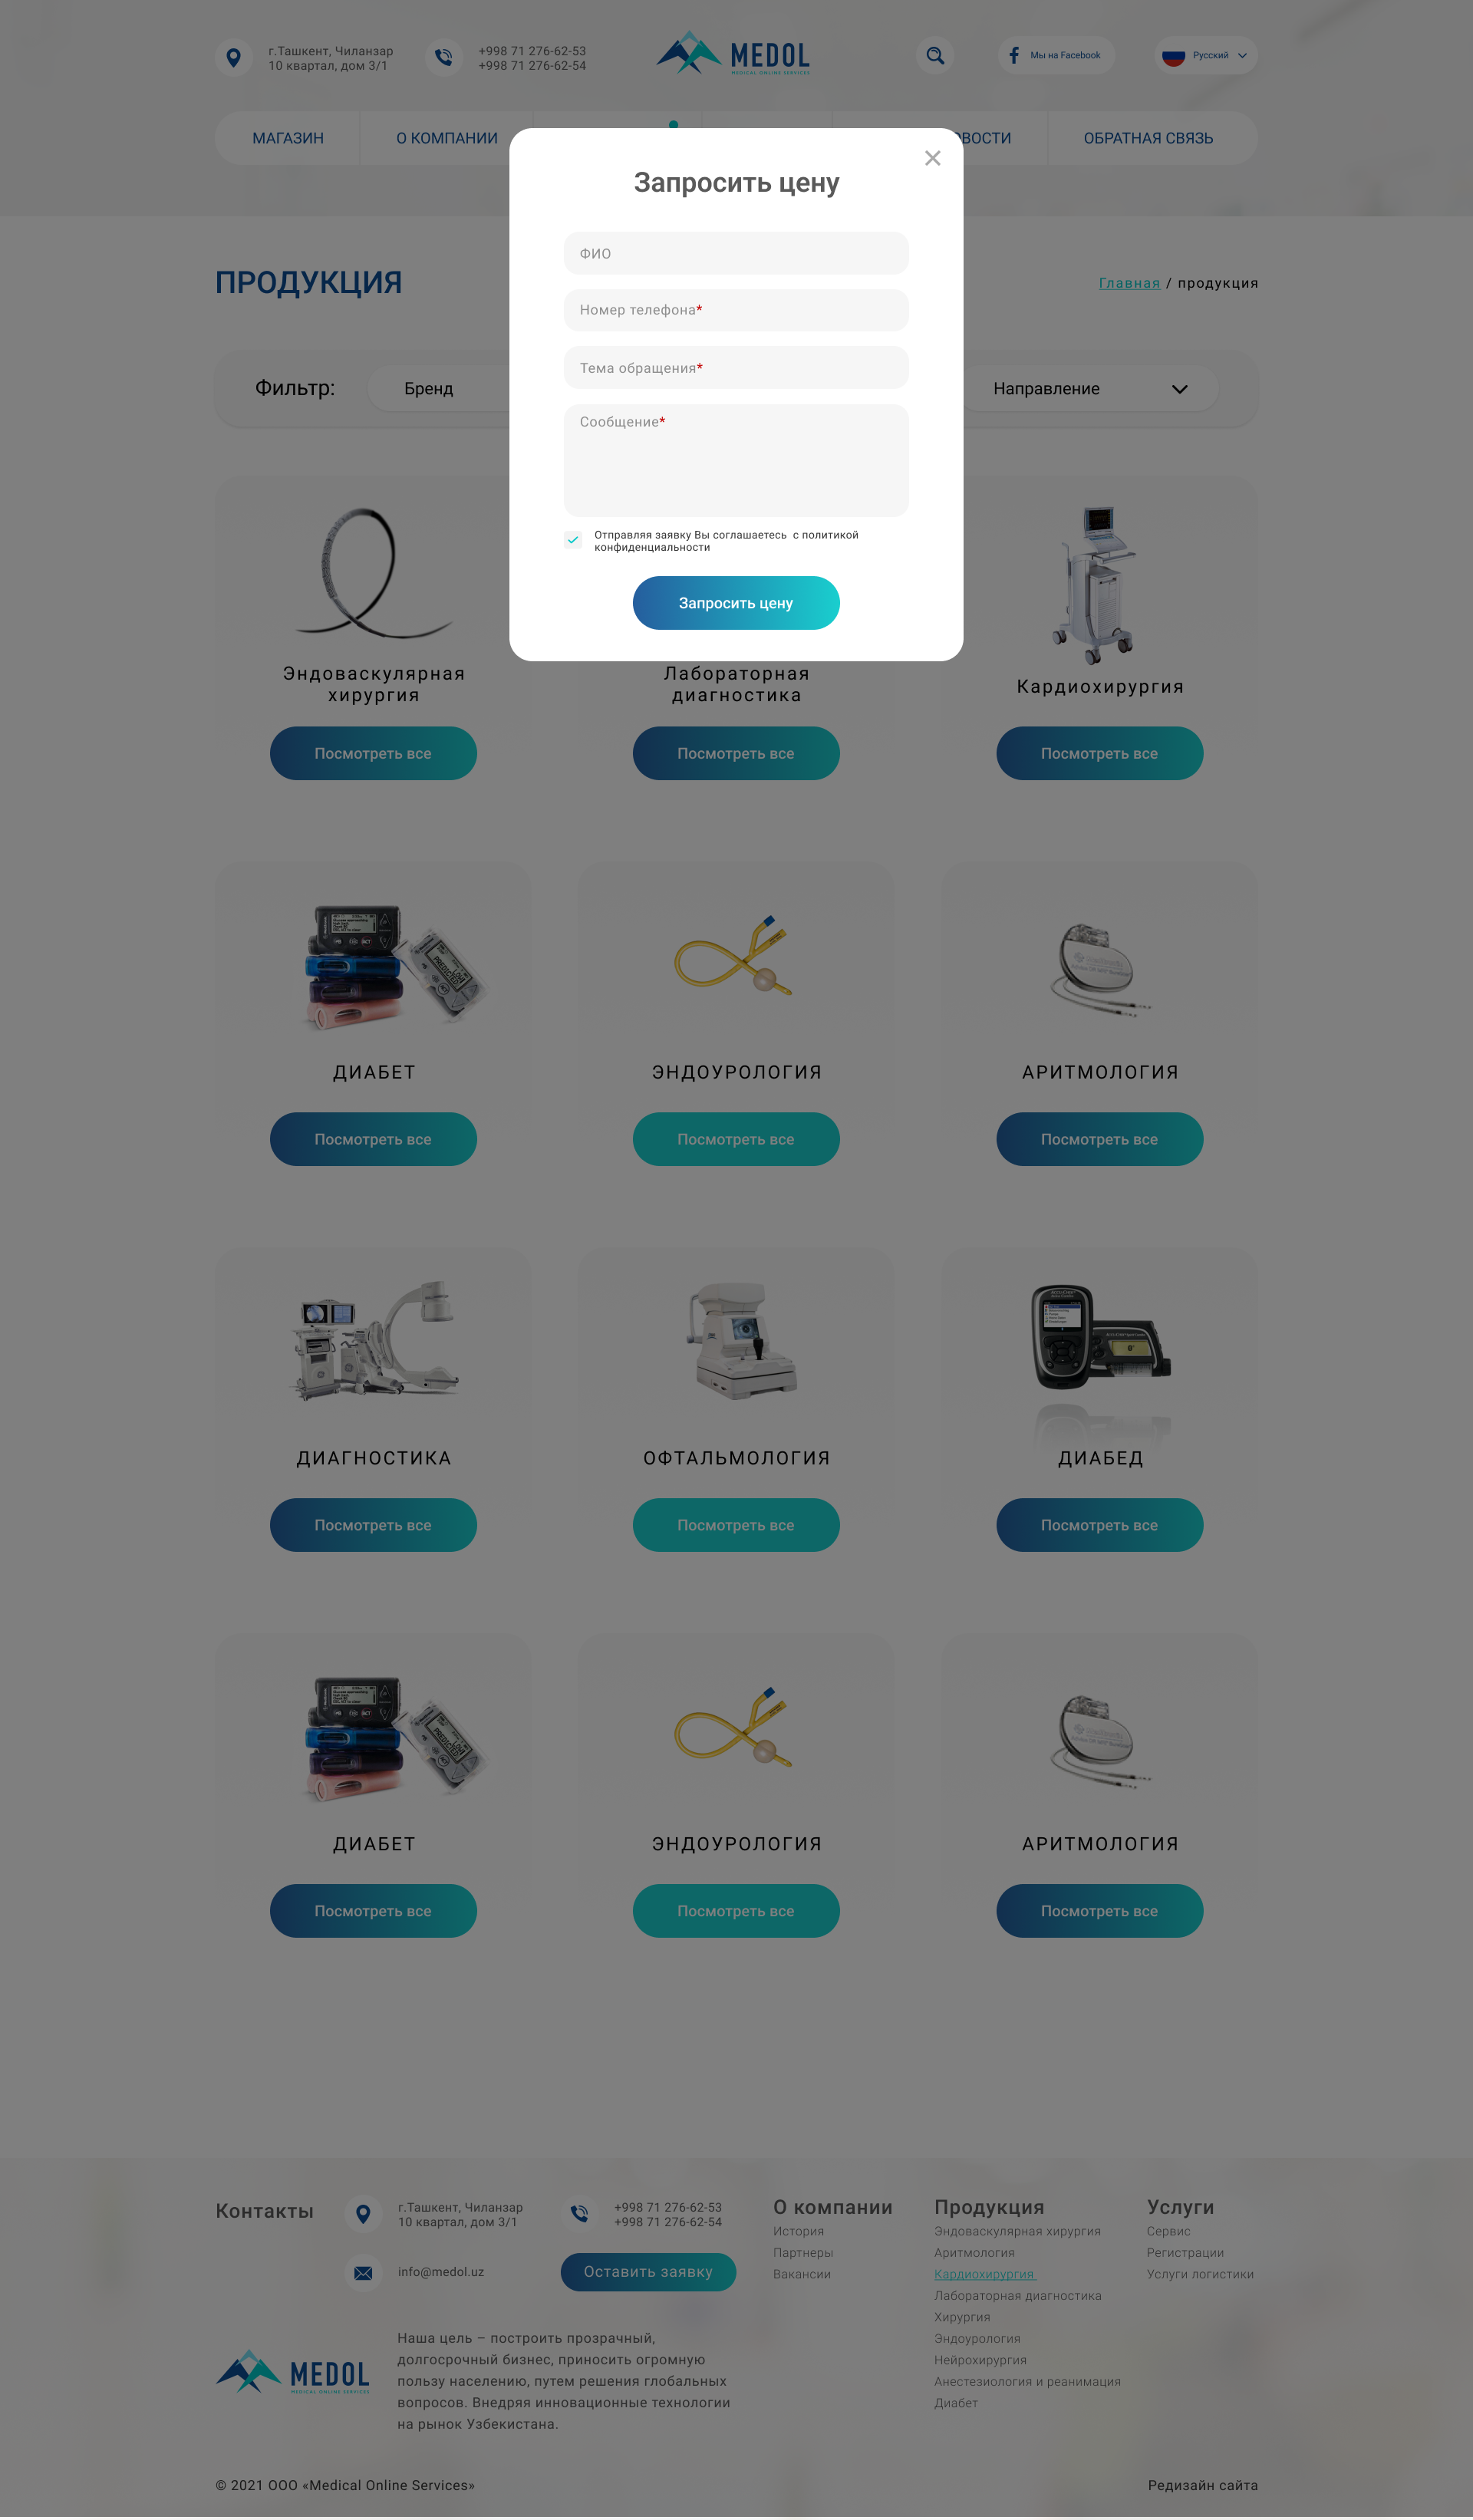 г.Ташкент, Чиланзар
10 квартал, дом 3/1
+998 71 276-62-53
+998 71 276-62-54
MEDOL
MEDICAL ONLINE SERVICES
Мы на Facebook
Русский
МАГАЗИН
О КОМПАНИИ
ВОСТИ
ОБРАТНАЯ СВЯЗЬ
Запросить цену
ФИО
Номер телефона*
Тема обращения*
Сообщение*
Отправляя заявку Вы соглашаетесь с политикой
конфиденциальности
Запросить цену
ПРОДУКЦИЯ
Главная / продукция
Фильтр:
Бренд
Направление
Эндоваскулярная
хирургия
Посмотреть все
Лабораторная
диагностика
Посмотреть все
Кардиохирургия
Посмотреть все
ДИАБЕТ
Посмотреть все
ЭНДОУРОЛОГИЯ
Посмотреть все
АРИТМОЛОГИЯ
Посмотреть все
ДИАГНОСТИКА
Посмотреть все
ОФТАЛЬМОЛОГИЯ
Посмотреть все
ДИАБЕД
Посмотреть все
ДИАБЕТ
Посмотреть все
ЭНДОУРОЛОГИЯ
Посмотреть все
АРИТМОЛОГИЯ
Посмотреть все
Контакты
г.Ташкент, Чиланзар
10 квартал, дом 3/1
+998 71 276-62-53
+998 71 276-62-54
info@medol.uz
Оставить заявку
MEDOL
MEDICAL ONLINE SERVICES
Наша цель – построить прозрачный,
долгосрочный бизнес, приносить огромную
пользу населению, путем решения глобальных
вопросов. Внедряя инновационные технологии
на рынок Узбекистана.
О компании
История
Партнеры
Вакансии
Продукция
Эндоваскулярная хирургия
Аритмология
Кардиохирургия
Лабораторная диагностика
Хирургия
Эндоурология
Нейрохирургия
Анестезиология и реанимация
Диабет
Услуги
Сервис
Регистрации
Услуги логистики
© 2021 ООО «Medical Online Services»
Редизайн сайта